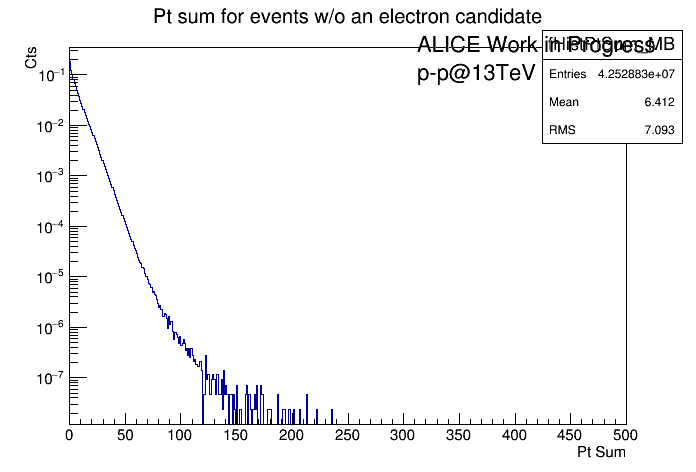 Pt sum for events w/o an electron candidate
Cts
ALICE Work in Progress
p-p@13TeV
Entries 4.252883e+07
Mean 6.412
RMS 7.093
10⁻¹
10⁻²
10⁻³
10⁻⁴
10⁻⁵
10⁻⁶
10⁻⁷
0 50 100 150 200 250 300 350 400 450 500
Pt Sum